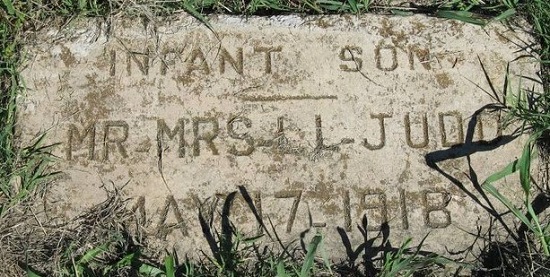 INFANT SON
MR. MRS. L.L. JUDD
MAY 17. 1918